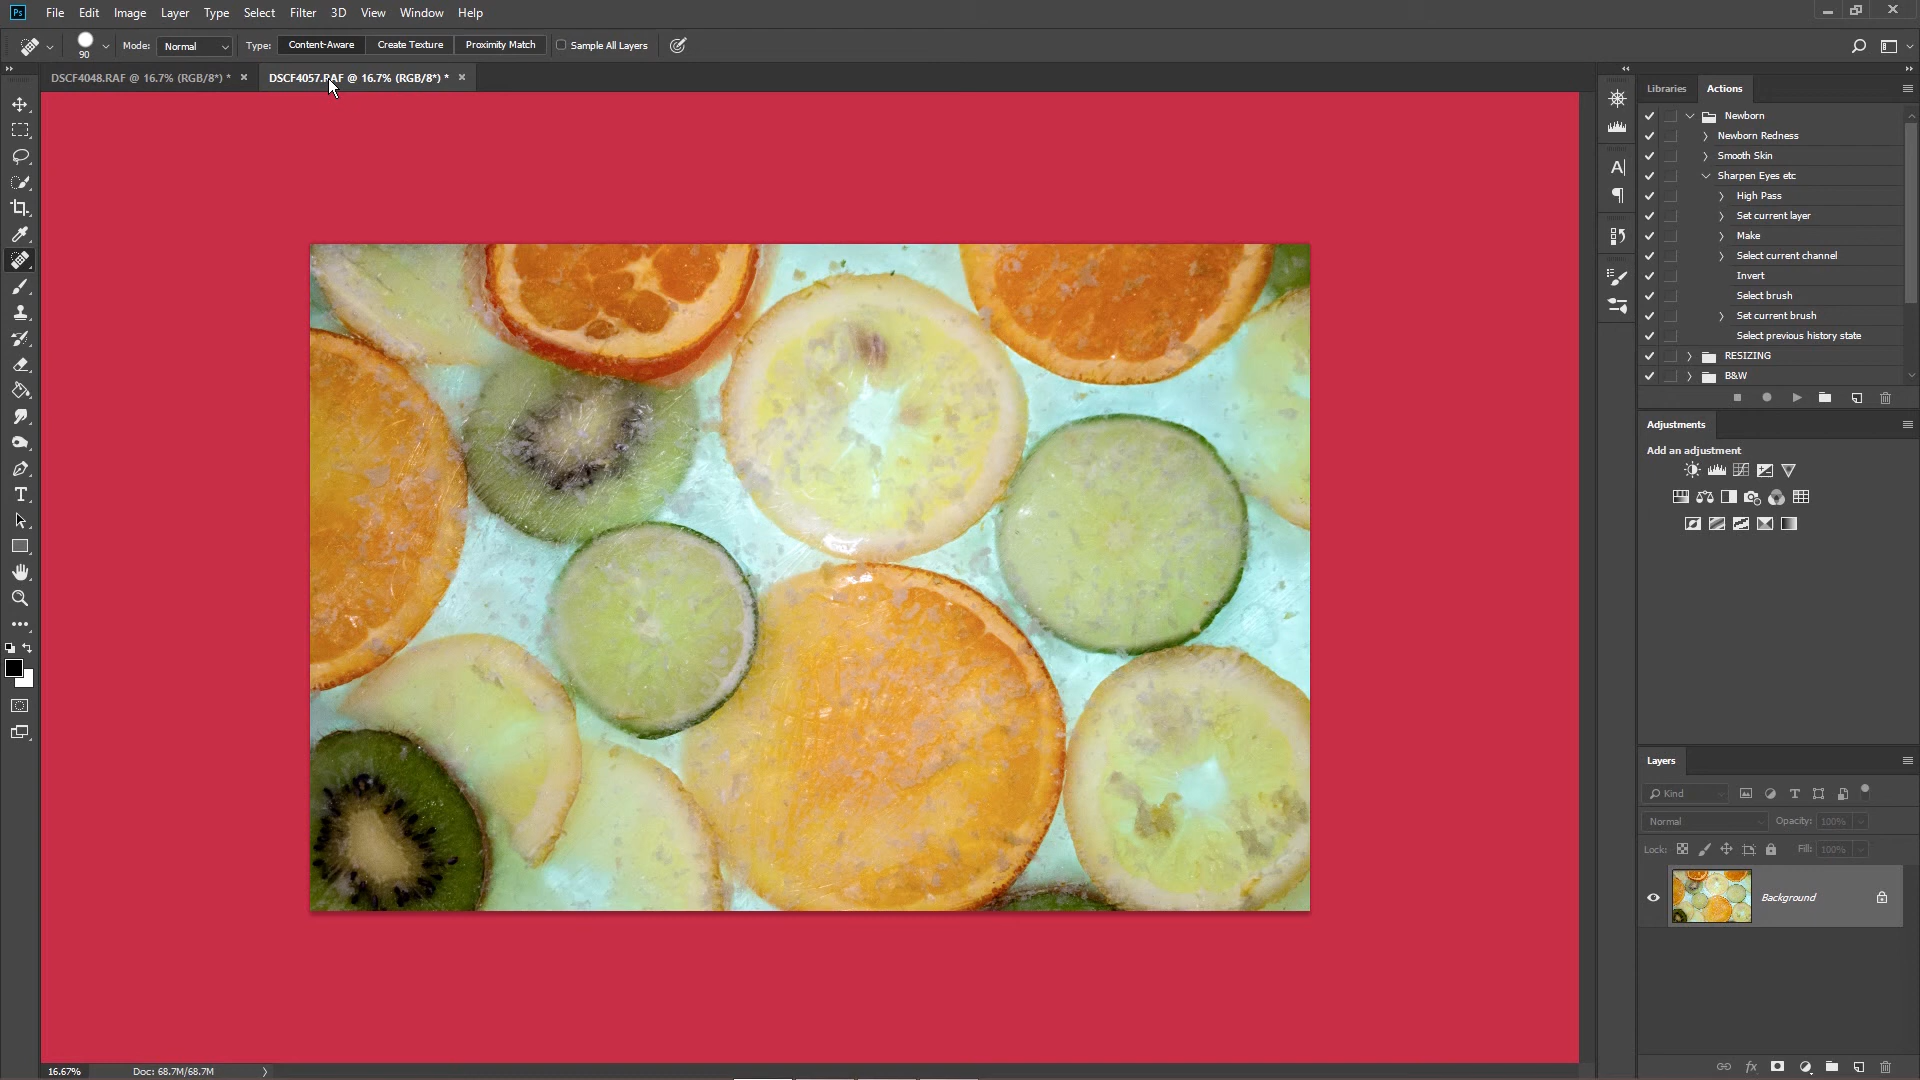 Ps File Edit Image Layer Type Select Filter 3D View Window Help
90 Mode: Normal Type: Content-Aware Create Texture Proximity Match Sample All Layers
DSCF4048.RAF @ 16.7% (RGB/8*) * × DSCF4057.RAF @ 16.7% (RGB/8*) * ×
Libraries Actions
Newborn
Newborn Redness
Smooth Skin
Sharpen Eyes etc
High Pass
Set current layer
Make
Select current channel
Invert
Select brush
Set current brush
Select previous history state
RESIZING
B&W
Adjustments
Add an adjustment
Layers
Kind
Normal Opacity: 100%
Lock: Fill: 100%
Background
16.67% Doc: 68.7M/68.7M